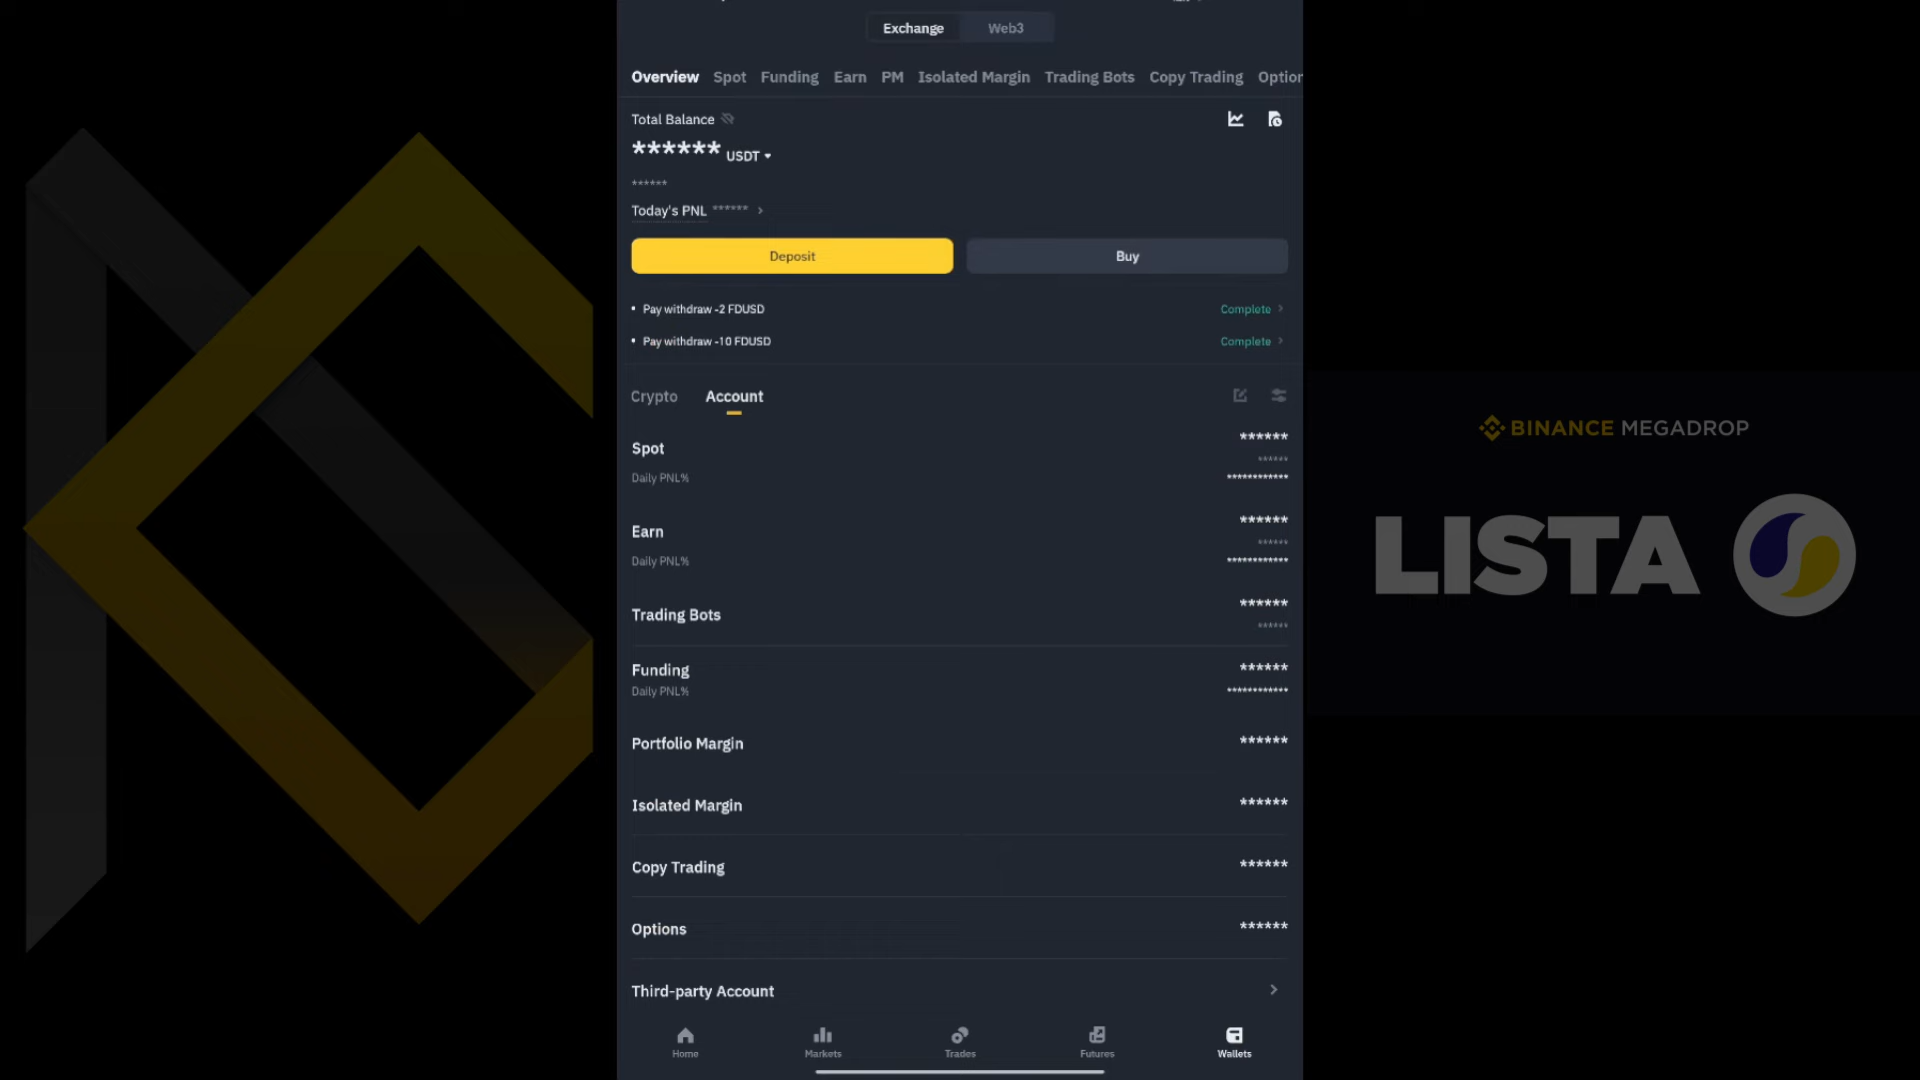 Exchange Web3
Overview Spot Funding Earn PM Isolated Margin Trading Bots Copy Trading Option
Total Balance
****** USDT
******
Today's PNL ******
Deposit Buy
Pay withdraw -2 FDUSD Complete
Pay withdraw -10 FDUSD Complete
Crypto Account
Spot ******
******
Daily PNL% ************
Earn ******
******
Daily PNL% ************
Trading Bots ******
******
Funding ******
Daily PNL% ************
Portfolio Margin ******
Isolated Margin ******
Copy Trading ******
Options ******
Third-party Account
Home Markets Trades Futures Wallets
BINANCE MEGADROP
LISTA